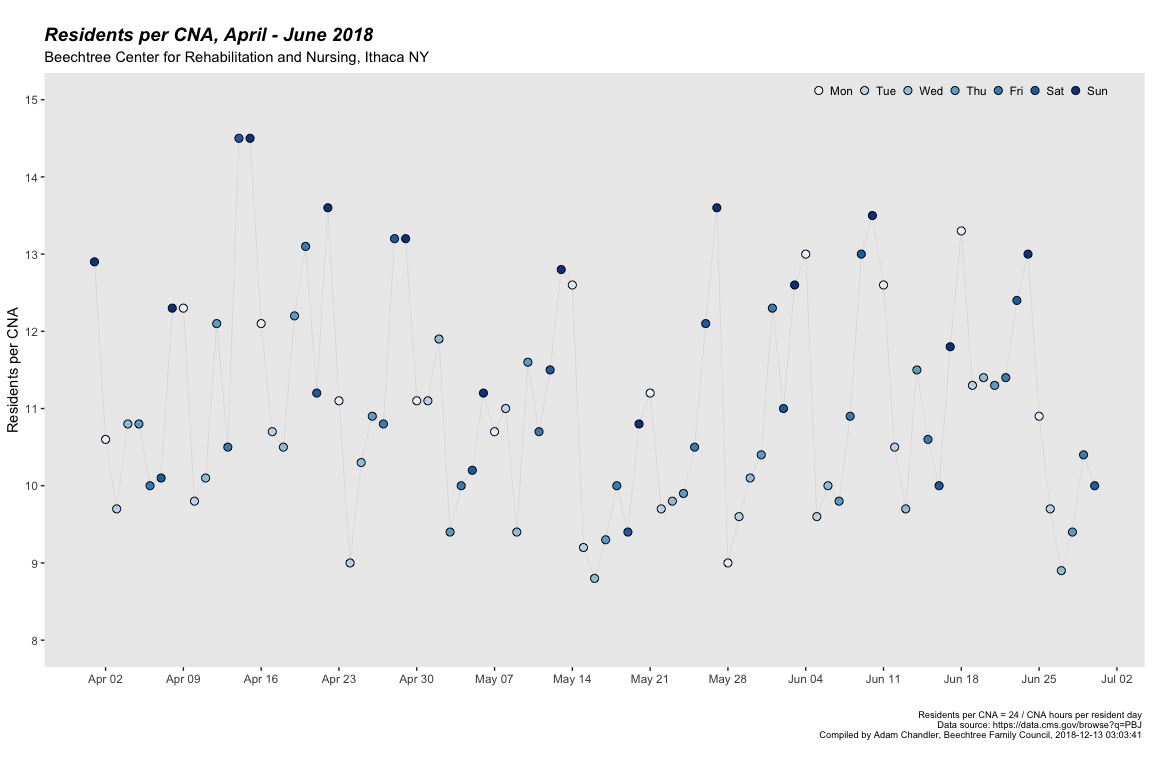 Residents per CNA, April - June 2018
Beechtree Center for Rehabilitation and Nursing, Ithaca NY
Mon Tue Wed Thu Fri Sat Sun
Residents per CNA
15
14
13
12
11
10
9
8
Apr 02 Apr 09 Apr 16 Apr 23 Apr 30 May 07 May 14 May 21 May 28 Jun 04 Jun 11 Jun 18 Jun 25 Jul 02
Residents per CNA = 24 / CNA hours per resident day
Data source: https://data.cms.gov/browse?q=PBJ
Compiled by Adam Chandler, Beechtree Family Council, 2018-12-13 03:03:41